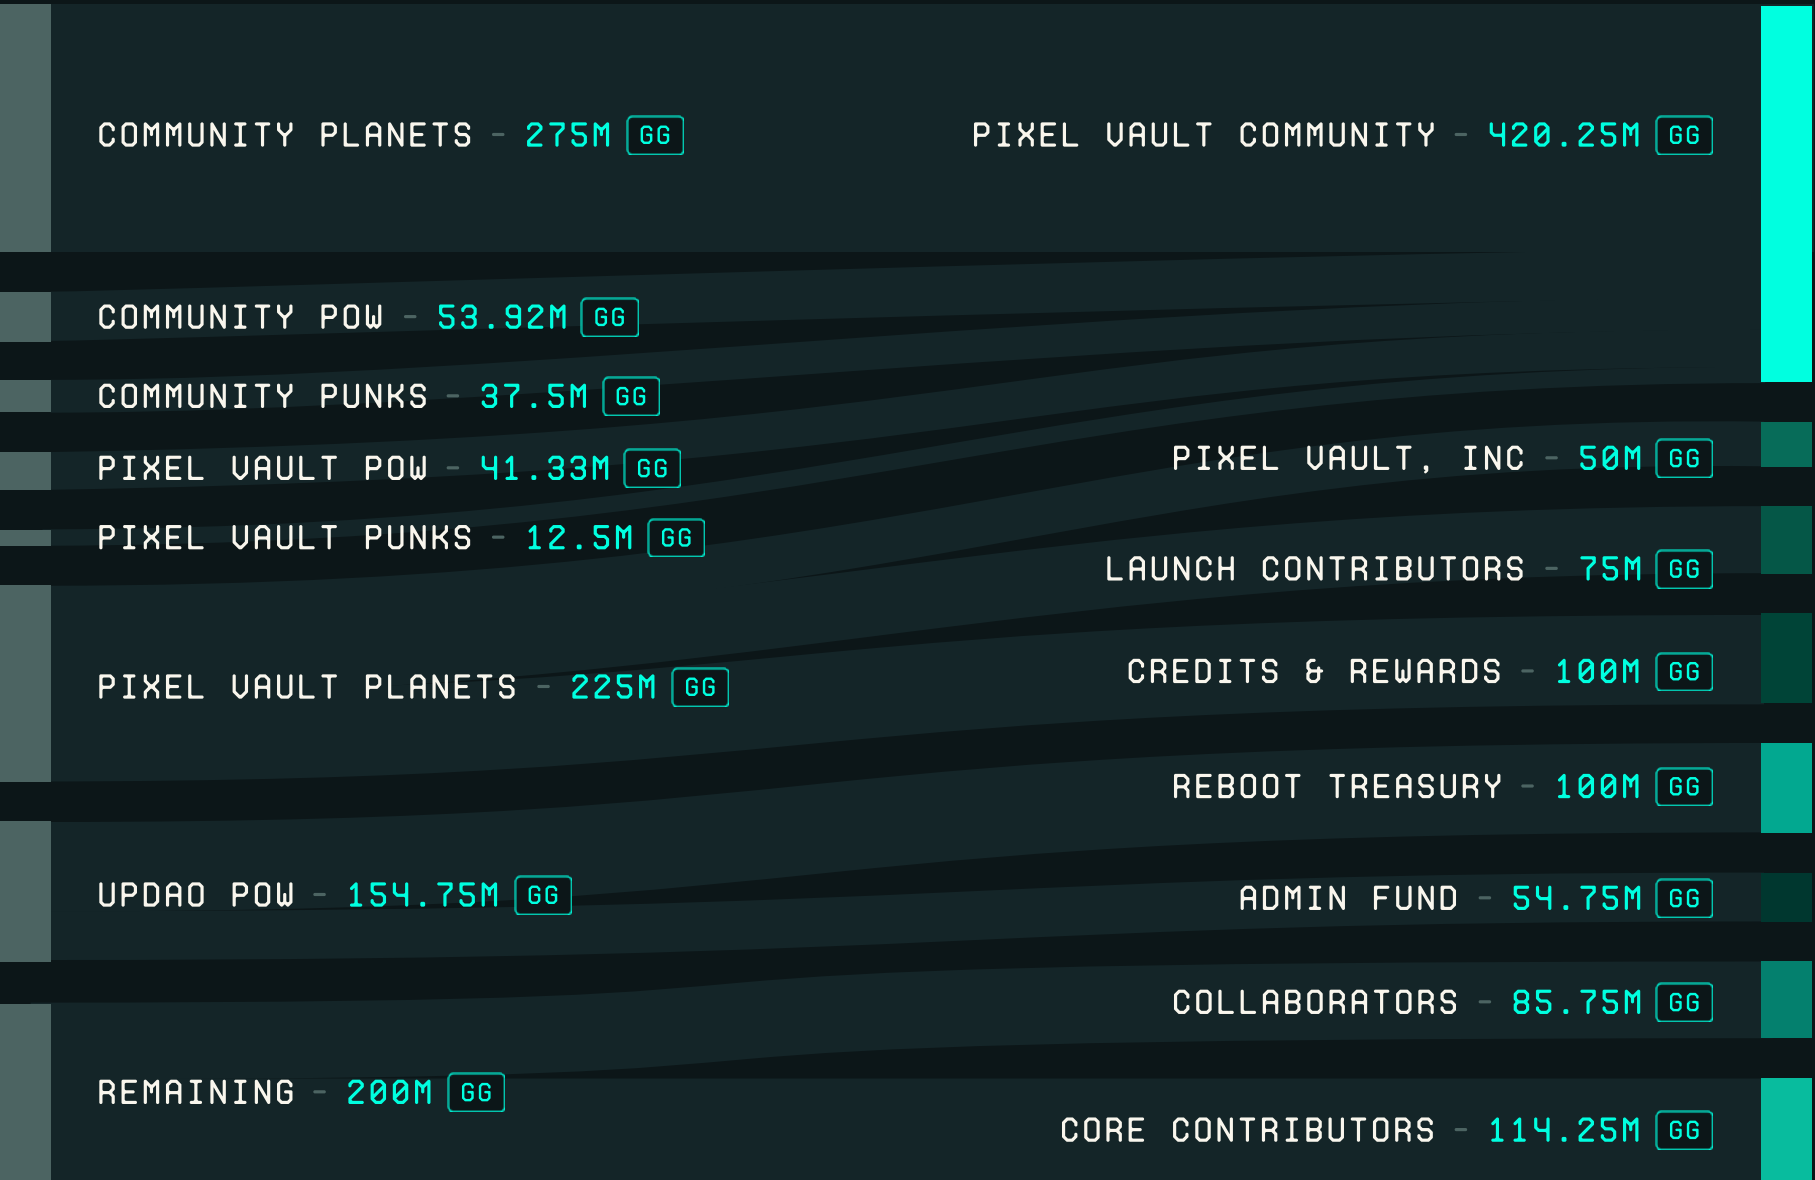 COMMUNITY PLANETS - 275M GG
PIXEL VAULT COMMUNITY - 420.25M GG
COMMUNITY POW - 53.92M GG
COMMUNITY PUNKS - 37.5M GG
PIXEL VAULT POW - 41.33M GG
PIXEL VAULT, INC - 50M GG
PIXEL VAULT PUNKS - 12.5M GG
LAUNCH CONTRIBUTORS - 75M GG
PIXEL VAULT PLANETS - 225M GG
CREDITS & REWARDS - 100M GG
REBOOT TREASURY - 100M GG
UPDAO POW - 154.75M GG
ADMIN FUND - 54.75M GG
COLLABORATORS - 85.75M GG
REMAINING - 200M GG
CORE CONTRIBUTORS - 114.25M GG